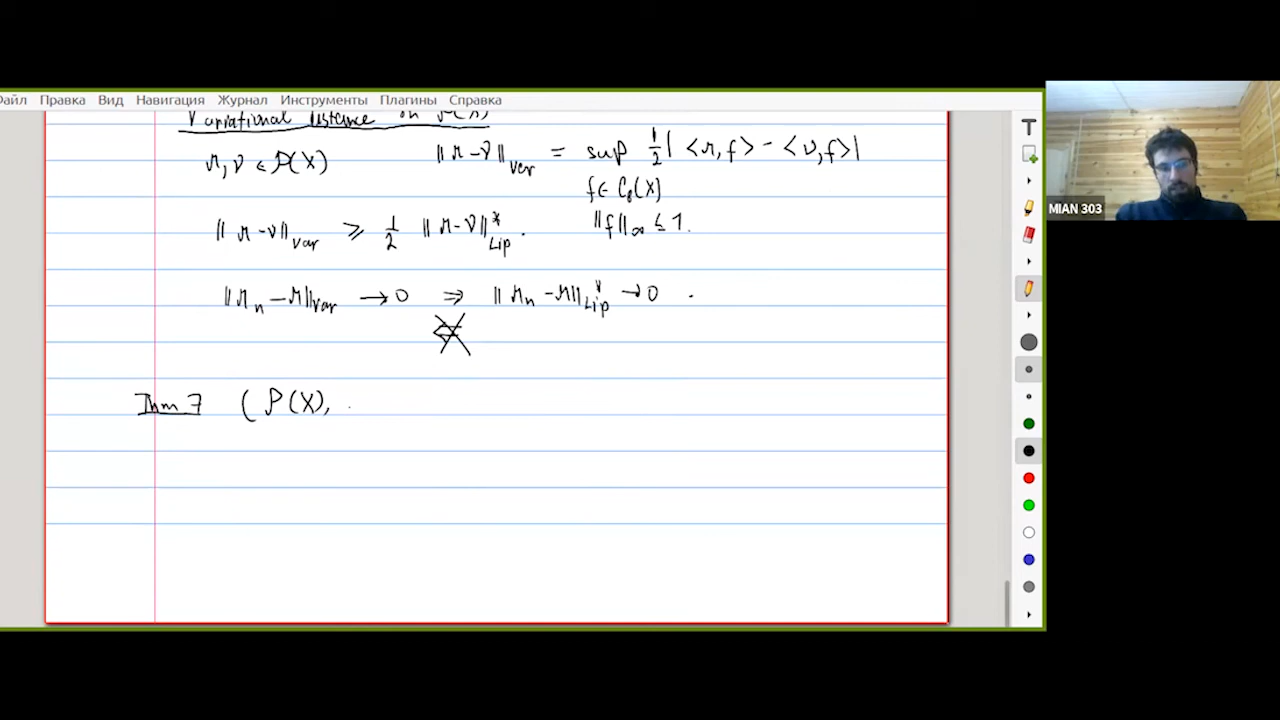 Файл Правка Вид Навигация Журнал Инструменты Плагины Справка
Variational distance on P(X)
μ, ν ∈ P(X) ‖μ-ν‖var = sup 1/2 | <μ,f> - <ν,f> |
f ∈ Cb(X)
‖f‖∞ ≤ 1.
‖μ-ν‖var ≥ 1/2 ‖μ-ν‖*Lip.
‖μn - μ‖var → 0 ⇒ ‖μn - μ‖*Lip → 0.
⇐
Thm 7 (P(X),
MIAN 303